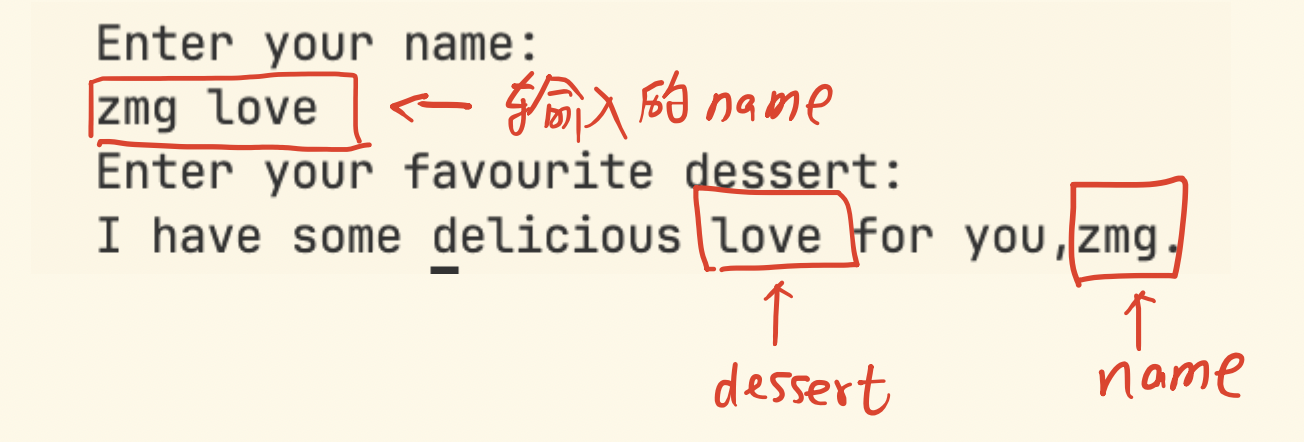 Enter your name:
zmg love ← 输入的name
Enter your favourite dessert:
I have some delicious love for you,zmg.
dessert name